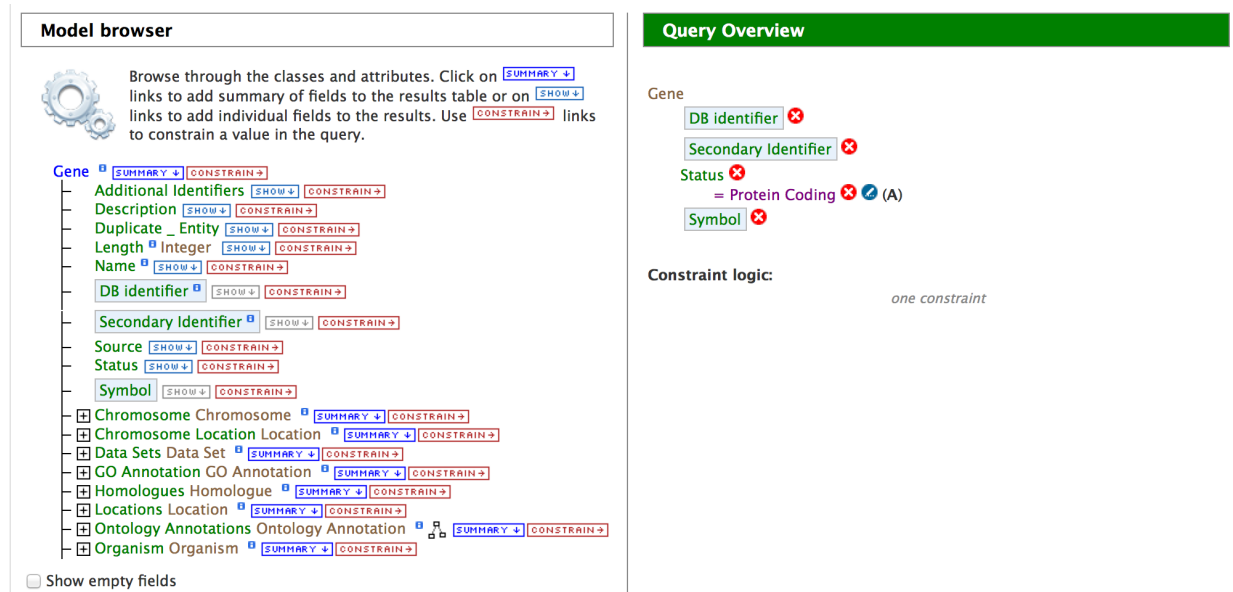 Model browser
Browse through the classes and attributes. Click on SUMMARY ↓
links to add summary of fields to the results table or on SHOW ↓
links to add individual fields to the results. Use CONSTRAIN → links
to constrain a value in the query.
Gene i SUMMARY ↓ CONSTRAIN →
Additional Identifiers SHOW ↓ CONSTRAIN →
Description SHOW ↓ CONSTRAIN →
Duplicate _ Entity SHOW ↓ CONSTRAIN →
Length i Integer SHOW ↓ CONSTRAIN →
Name i SHOW ↓ CONSTRAIN →
DB identifier i SHOW ↓ CONSTRAIN →
Secondary Identifier i SHOW ↓ CONSTRAIN →
Source SHOW ↓ CONSTRAIN →
Status SHOW ↓ CONSTRAIN →
Symbol SHOW ↓ CONSTRAIN →
Chromosome Chromosome i SUMMARY ↓ CONSTRAIN →
Chromosome Location Location i SUMMARY ↓ CONSTRAIN →
Data Sets Data Set i SUMMARY ↓ CONSTRAIN →
GO Annotation GO Annotation i SUMMARY ↓ CONSTRAIN →
Homologues Homologue i SUMMARY ↓ CONSTRAIN →
Locations Location i SUMMARY ↓ CONSTRAIN →
Ontology Annotations Ontology Annotation i SUMMARY ↓ CONSTRAIN →
Organism Organism i SUMMARY ↓ CONSTRAIN →
Show empty fields
Query Overview
Gene
DB identifier
Secondary Identifier
Status
= Protein Coding (A)
Symbol
Constraint logic:
one constraint